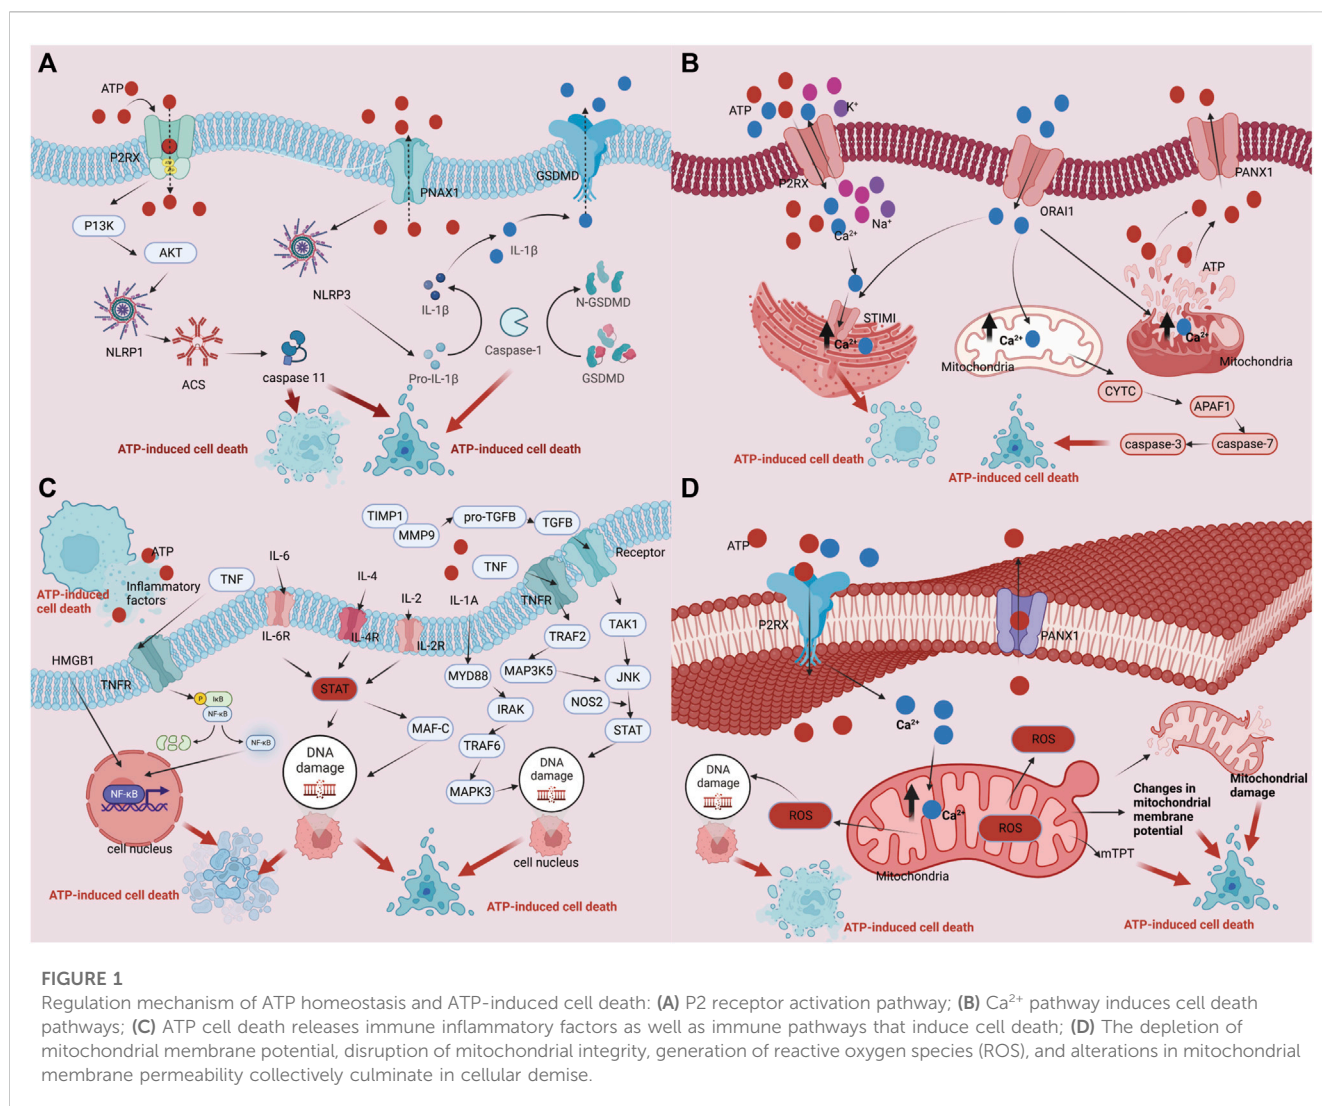 A
ATP
P2RX
P13K
AKT
NLRP1
ACS
caspase 11
PNAX1
NLRP3
IL-1β
IL-1β
Pro-IL-1β
Caspase-1
GSDMD
N-GSDMD
GSDMD
ATP-induced cell death
ATP-induced cell death
B
ATP
K⁺
P2RX
Na⁺
Ca²⁺
STIMI
Ca²⁺
ORAI1
PANX1
ATP
Ca²⁺
Mitochondria
Ca²⁺
Mitochondria
CYTC
APAF1
caspase-7
caspase-3
ATP-induced cell death
ATP-induced cell death
C
ATP
Inflammatory
factors
ATP-induced
cell death
TNF
HMGB1
TNFR
P
IκB
NF-κB
NF-κB
NF-κB
cell nucleus
ATP-induced cell death
IL-6
IL-6R
IL-4
IL-4R
IL-2
IL-2R
STAT
MAF-C
DNA
damage
TIMP1
MMP9
pro-TGFB
TGFB
Receptor
TNF
TNFR
IL-1A
MYD88
IRAK
TRAF6
MAPK3
TRAF2
MAP3K5
TAK1
JNK
NOS2
STAT
DNA
damage
cell nucleus
ATP-induced cell death
D
ATP
P2RX
PANX1
Ca²⁺
Ca²⁺
ROS
ROS
ROS
DNA
damage
Mitochondria
mTPT
Changes in
mitochondrial
membrane
potential
Mitochondrial
damage
ATP-induced cell death
ATP-induced cell death
FIGURE 1
Regulation mechanism of ATP homeostasis and ATP-induced cell death: (A) P2 receptor activation pathway; (B) Ca²⁺ pathway induces cell death
pathways; (C) ATP cell death releases immune inflammatory factors as well as immune pathways that induce cell death; (D) The depletion of
mitochondrial membrane potential, disruption of mitochondrial integrity, generation of reactive oxygen species (ROS), and alterations in mitochondrial
membrane permeability collectively culminate in cellular demise.